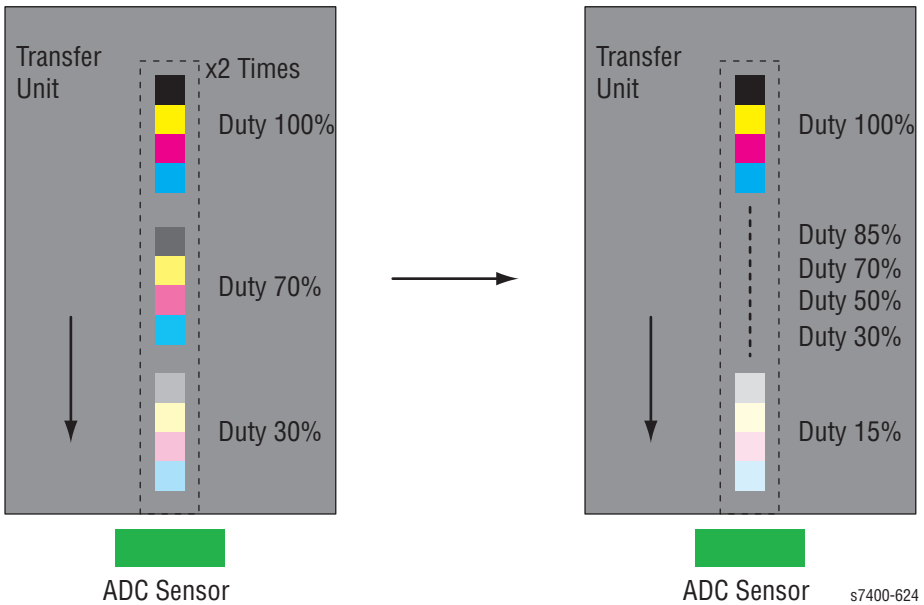 Transfer
Unit
x2 Times
Duty 100%
Duty 70%
Duty 30%
ADC Sensor
Transfer
Unit
Duty 100%
Duty 85%
Duty 70%
Duty 50%
Duty 30%
Duty 15%
ADC Sensor
s7400-624